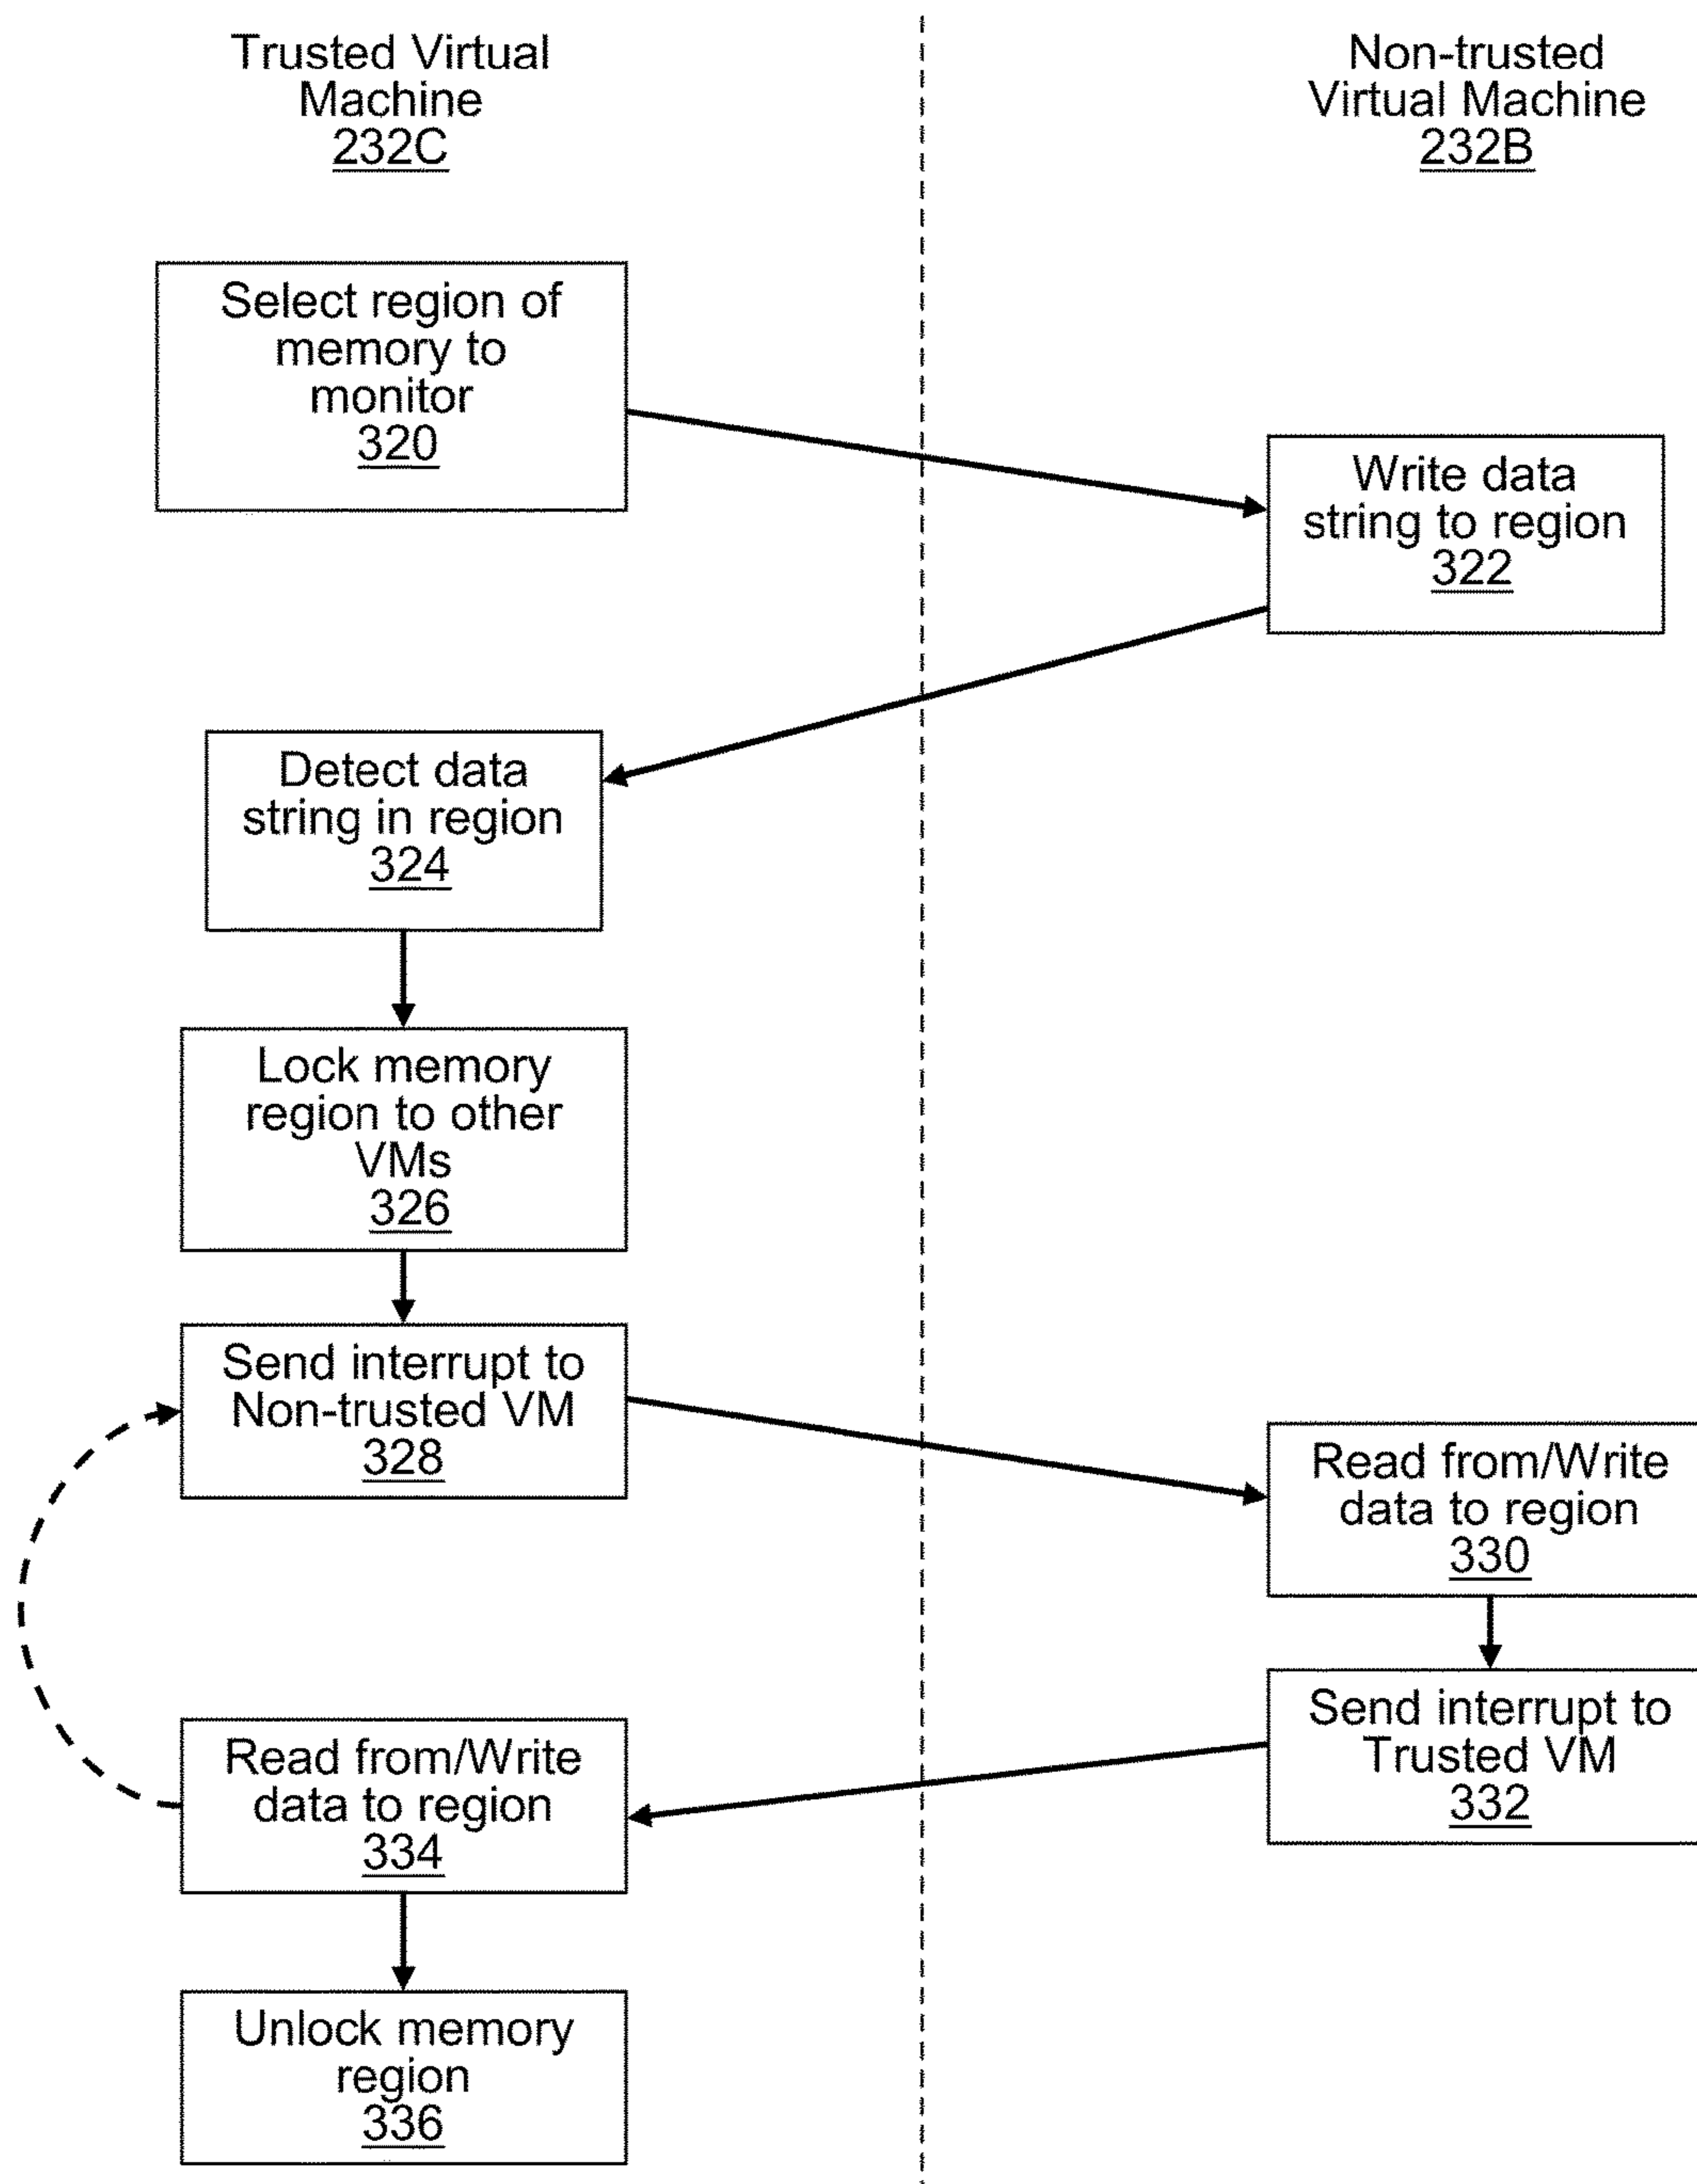 Trusted Virtual
Machine
232C
Non-trusted
Virtual Machine
232B
Select region of
memory to
monitor
320
Write data
string to region
322
Detect data
string in region
324
Lock memory
region to other
VMs
326
Send interrupt to
Non-trusted VM
328
Read from/Write
data to region
330
Send interrupt to
Trusted VM
332
Read from/Write
data to region
334
Unlock memory
region
336